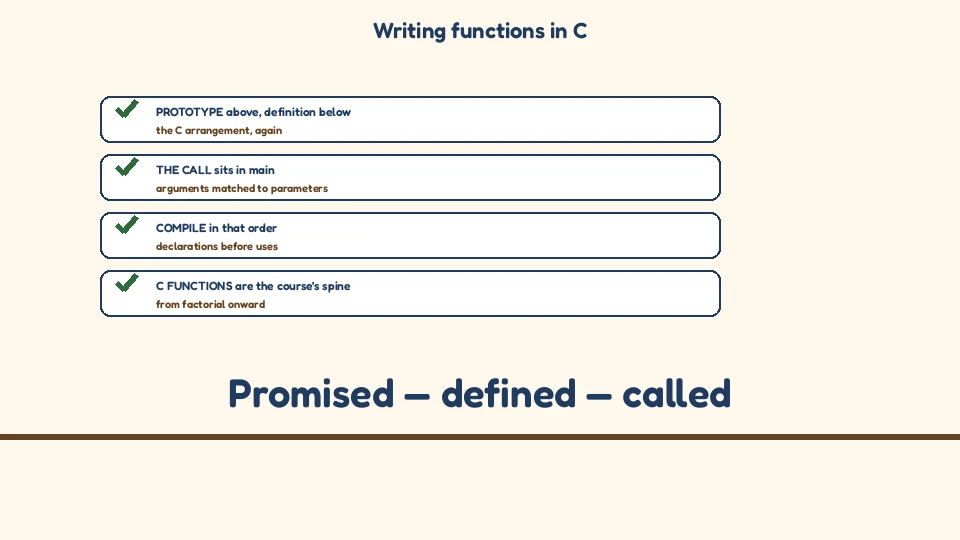 Writing functions in C
PROTOTYPE above, definition below
the C arrangement, again
THE CALL sits in main
arguments matched to parameters
COMPILE in that order
declarations before uses
C FUNCTIONS are the course's spine
from factorial onward
Promised — defined — called